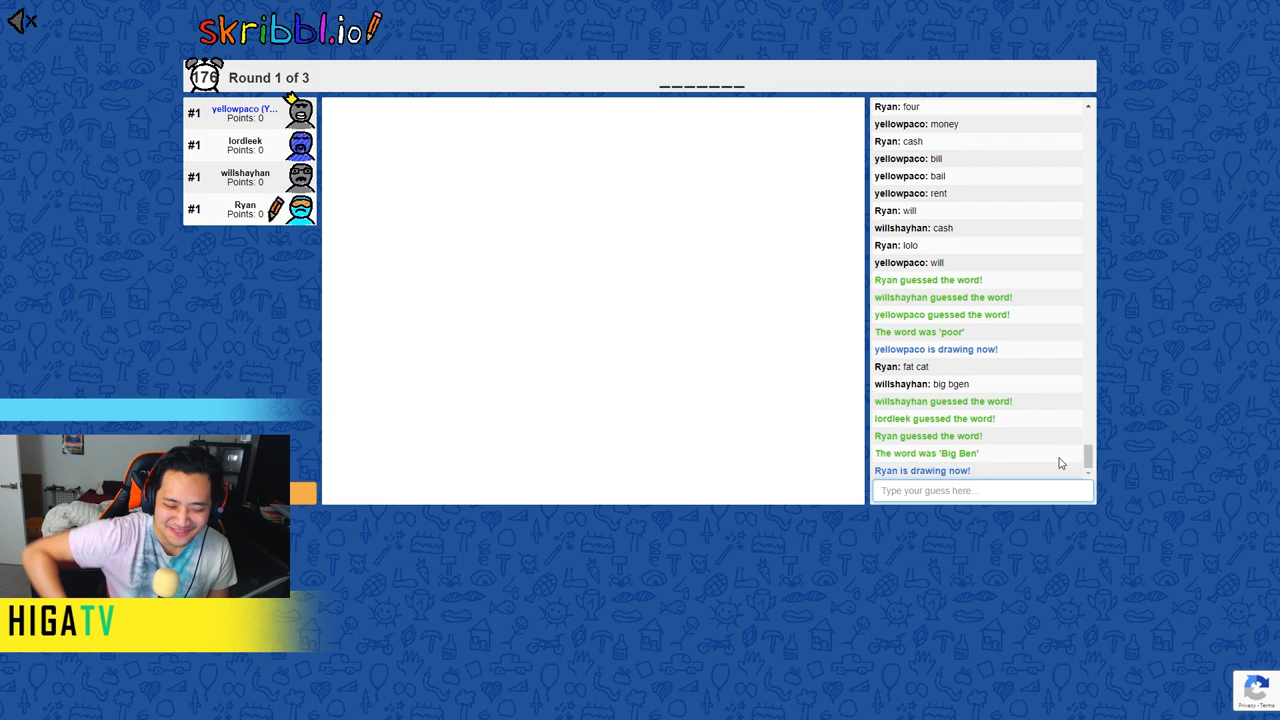 skribbl.io
176
Round 1 of 3
_______
#1
yellowpaco (Y...
Points: 0
#1
lordleek
Points: 0
#1
willshayhan
Points: 0
#1
Ryan
Points: 0
Ryan: four
yellowpaco: money
Ryan: cash
yellowpaco: bill
yellowpaco: bail
yellowpaco: rent
Ryan: will
willshayhan: cash
Ryan: lolo
yellowpaco: will
Ryan guessed the word!
willshayhan guessed the word!
yellowpaco guessed the word!
The word was 'poor'
yellowpaco is drawing now!
Ryan: fat cat
willshayhan: big bgen
willshayhan guessed the word!
lordleek guessed the word!
Ryan guessed the word!
The word was 'Big Ben'
Ryan is drawing now!
Type your guess here...
HIGATV
Privacy - Terms